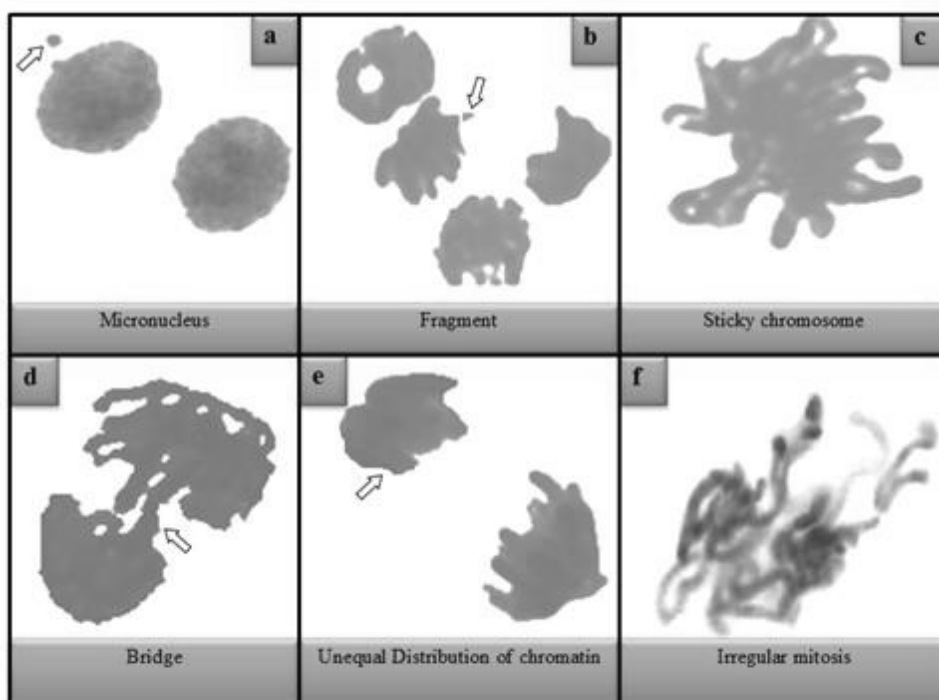 a
b
c
Micronucleus
Fragment
Sticky chromosome
d
e
f
Bridge
Unequal Distribution of chromatin
Irregular mitosis